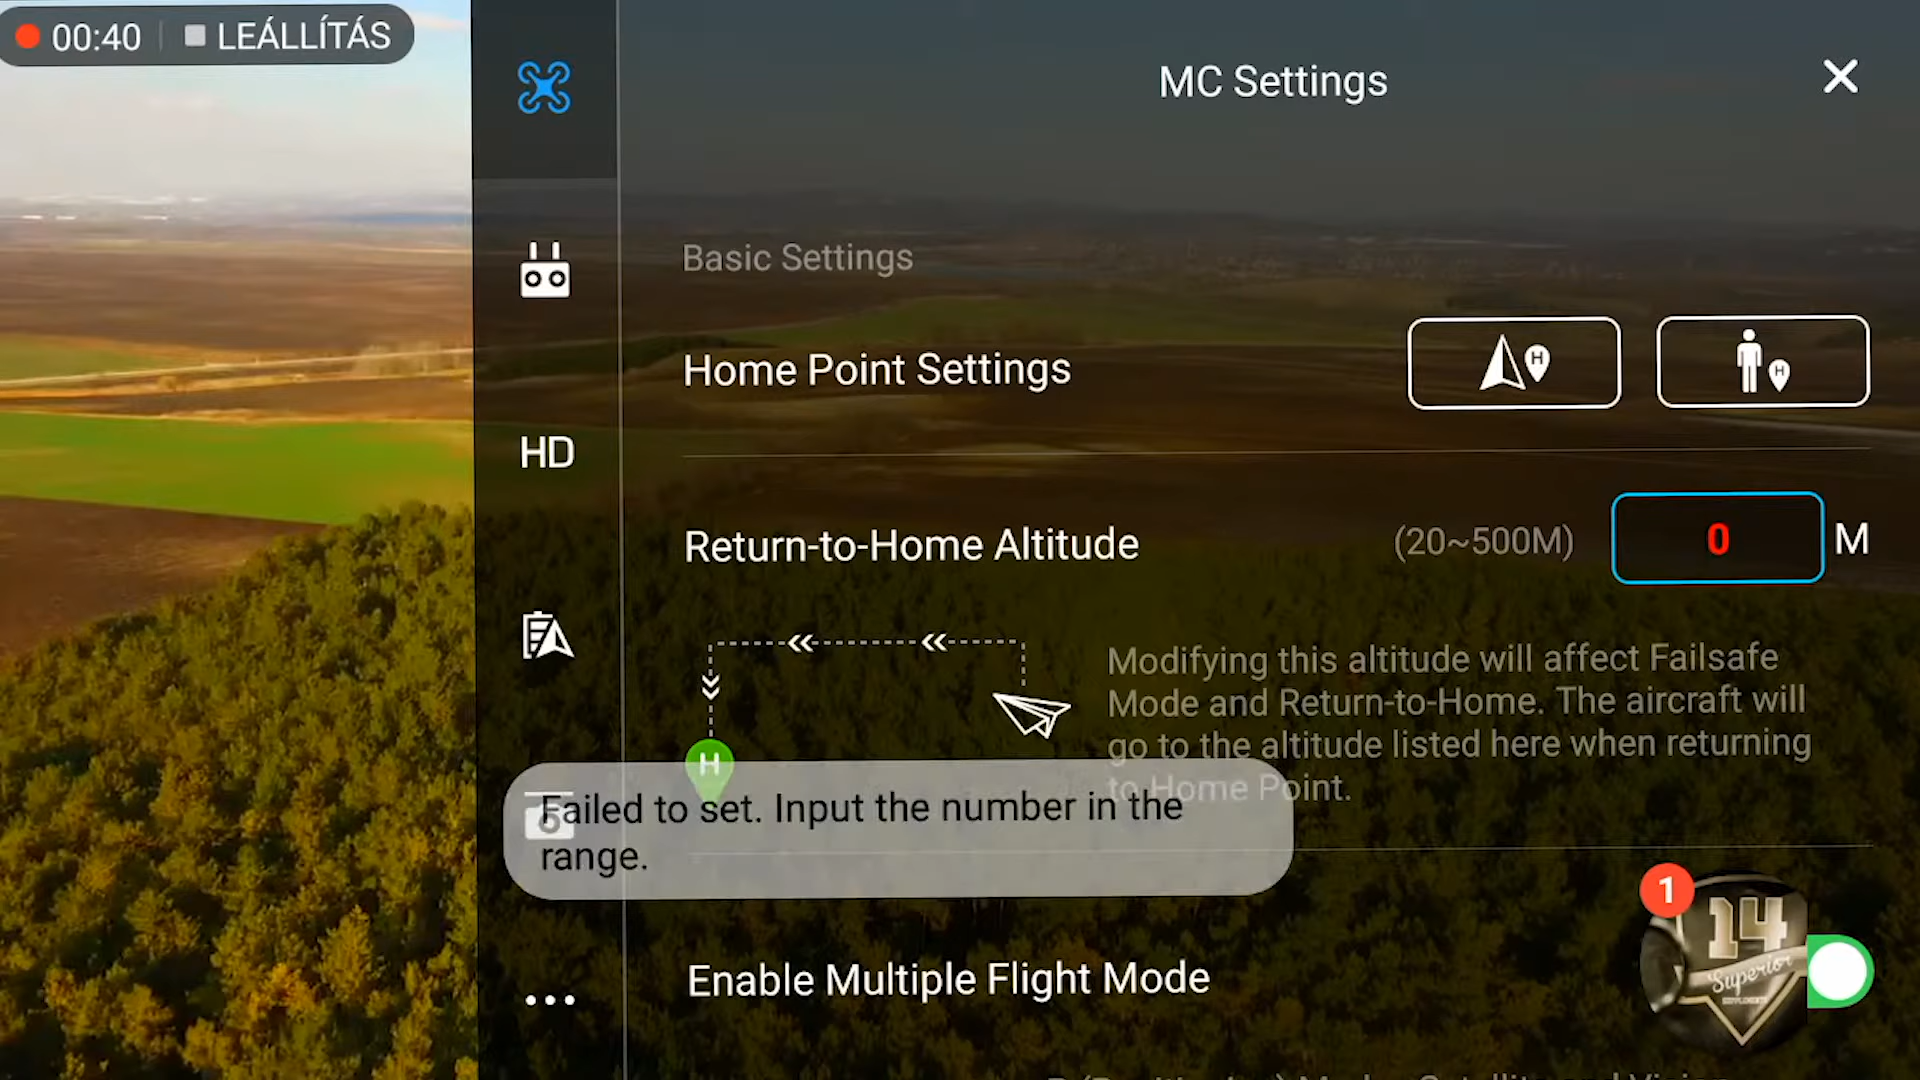 00:40 LEÁLLÍTÁS
MC Settings
Basic Settings
Home Point Settings
H
H
HD
Return-to-Home Altitude (20~500M) 0 M
Modifying this altitude will affect Failsafe
Mode and Return-to-Home. The aircraft will
go to the altitude listed here when returning
to Home Point.
H
Failed to set. Input the number in the
range.
1
14
Superior
Enable Multiple Flight Mode